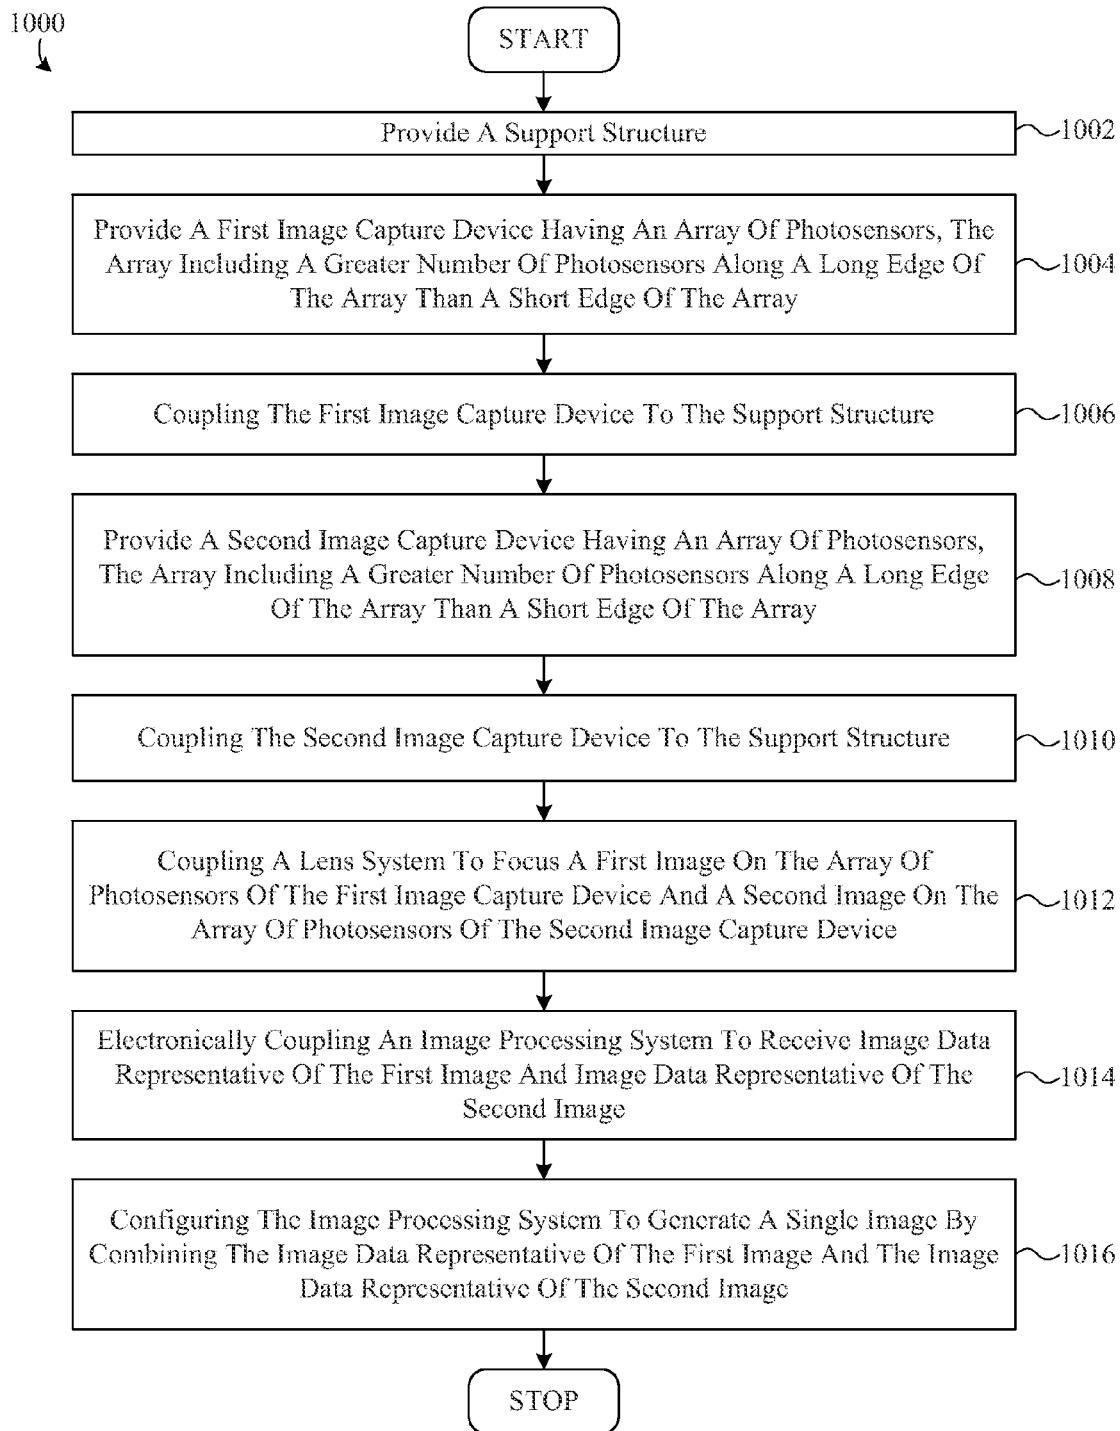 1000
START
Provide A Support Structure
1002
Provide A First Image Capture Device Having An Array Of Photosensors, The
Array Including A Greater Number Of Photosensors Along A Long Edge Of
The Array Than A Short Edge Of The Array
1004
Coupling The First Image Capture Device To The Support Structure
1006
Provide A Second Image Capture Device Having An Array Of Photosensors,
The Array Including A Greater Number Of Photosensors Along A Long Edge
Of The Array Than A Short Edge Of The Array
1008
Coupling The Second Image Capture Device To The Support Structure
1010
Coupling A Lens System To Focus A First Image On The Array Of
Photosensors Of The First Image Capture Device And A Second Image On The
Array Of Photosensors Of The Second Image Capture Device
1012
Electronically Coupling An Image Processing System To Receive Image Data
Representative Of The First Image And Image Data Representative Of The
Second Image
1014
Configuring The Image Processing System To Generate A Single Image By
Combining The Image Data Representative Of The First Image And The Image
Data Representative Of The Second Image
1016
STOP